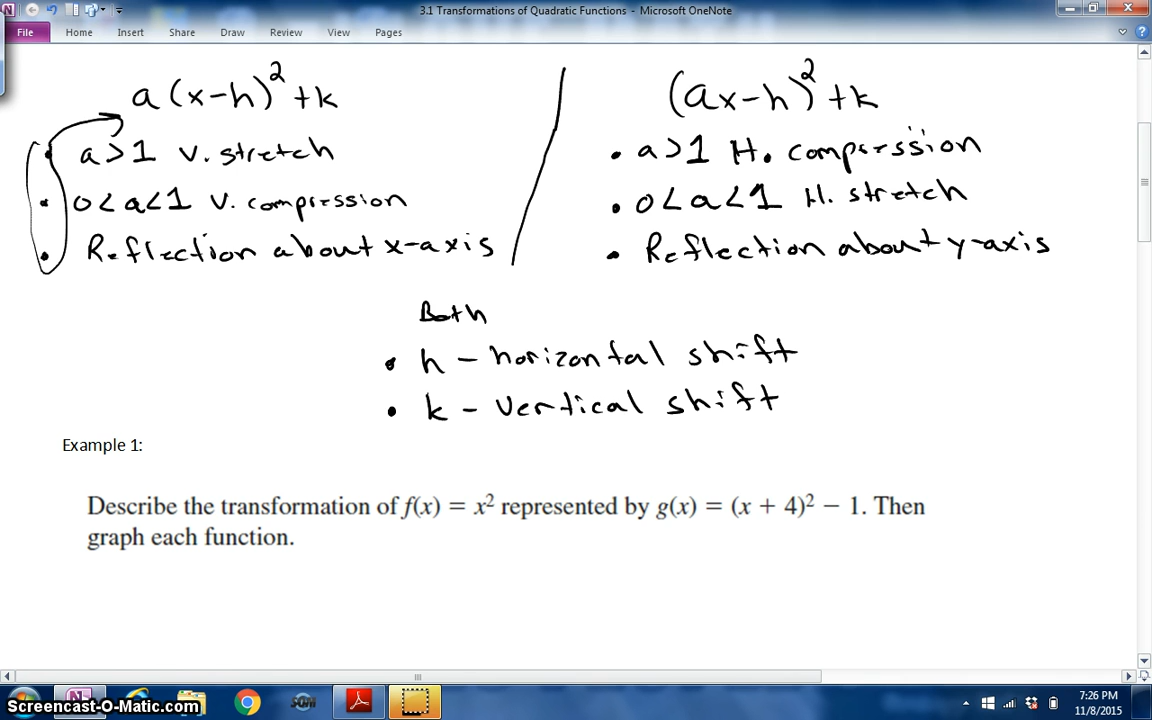 3.1 Transformations of Quadratic Functions - Microsoft OneNote
File Home Insert Share Draw Review View Pages
a(x-h)² +k
• a>1 v. stretch
• 0<a<1 v. compression
• Reflection about x-axis
(ax-h)² +k
• a>1 H. compression
• 0<a<1 H. stretch
• Reflection about y-axis
Both
• h - horizontal shift
• k - vertical shift
Example 1:
Describe the transformation of f(x) = x² represented by g(x) = (x + 4)² − 1. Then
graph each function.
SQM
Screencast-O-Matic.com
7:26 PM
11/8/2015